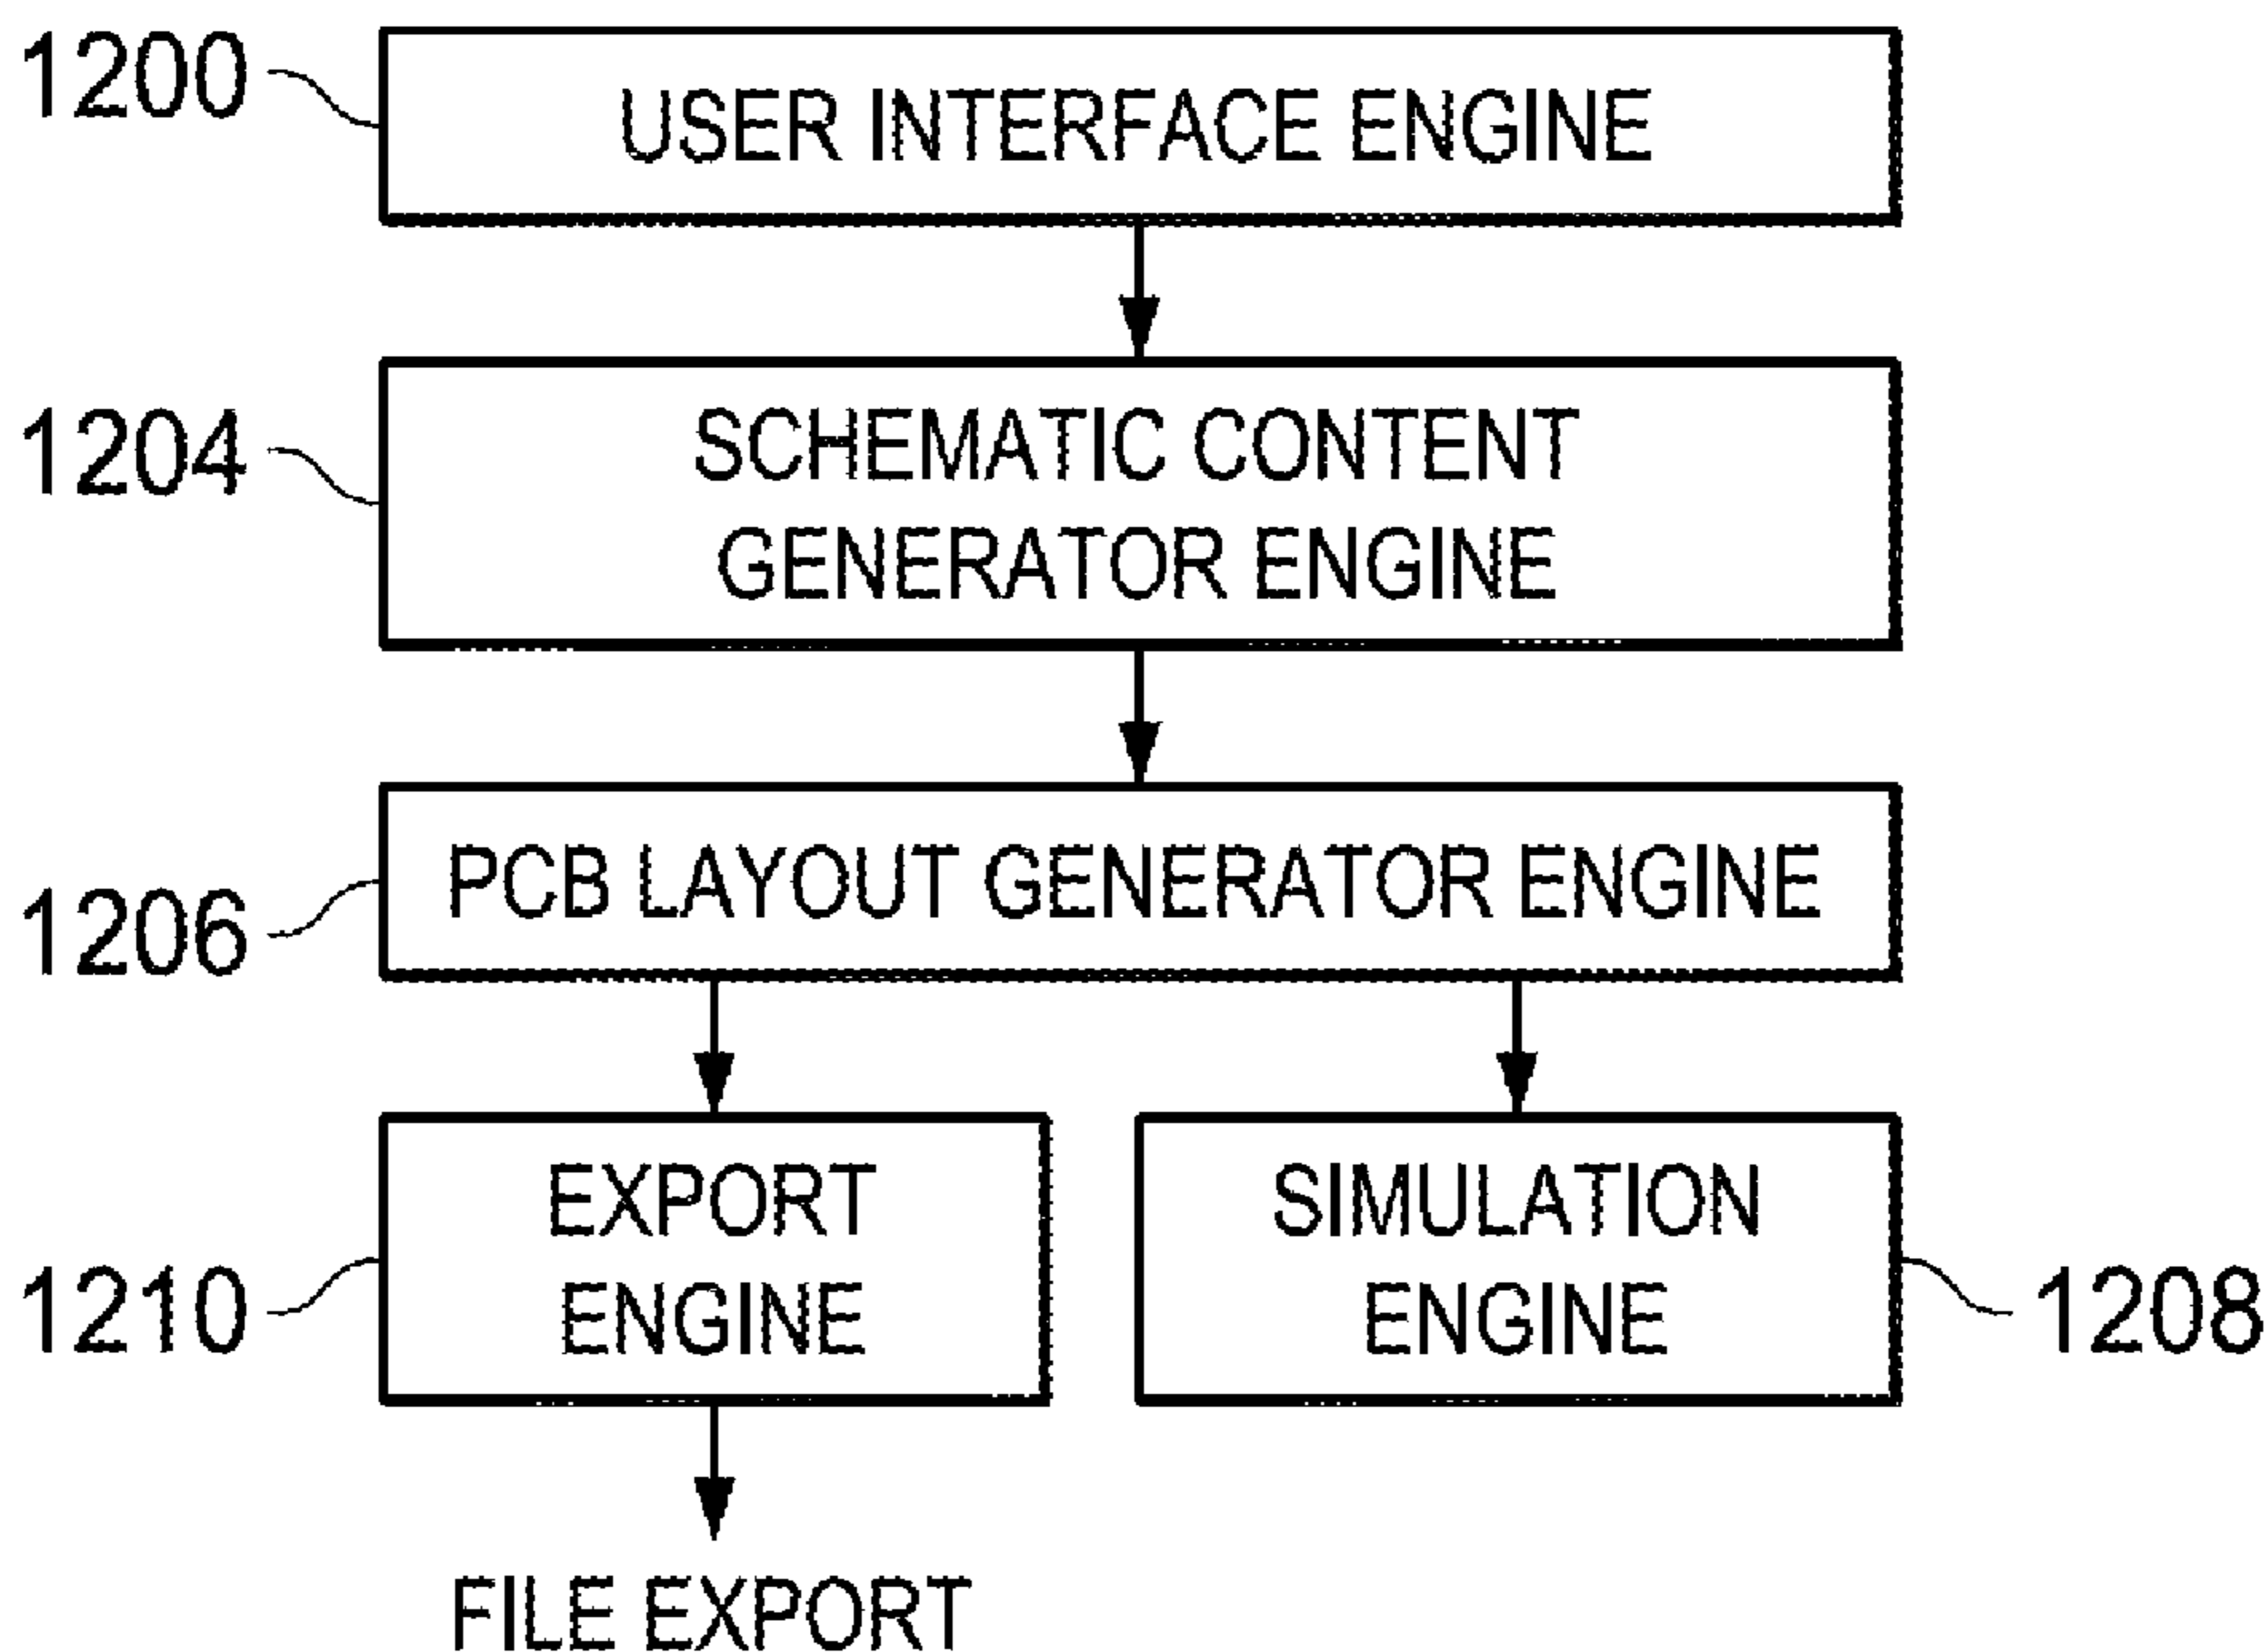 1200
USER INTERFACE ENGINE
1204
SCHEMATIC CONTENT
GENERATOR ENGINE
1206
PCB LAYOUT GENERATOR ENGINE
1210
EXPORT
ENGINE
SIMULATION
ENGINE
1208
FILE EXPORT